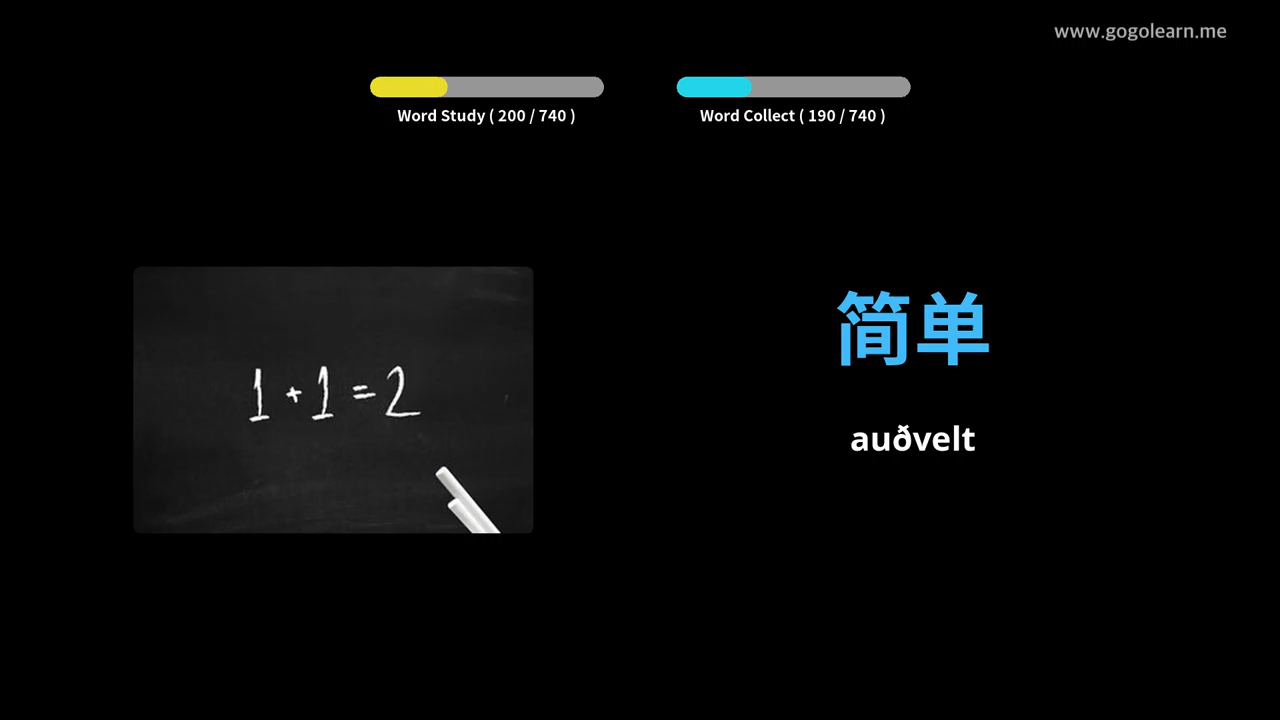 www.gogolearn.me
Word Study ( 200 / 740 )
Word Collect ( 190 / 740 )
1 + 1 = 2
简单
auðvelt